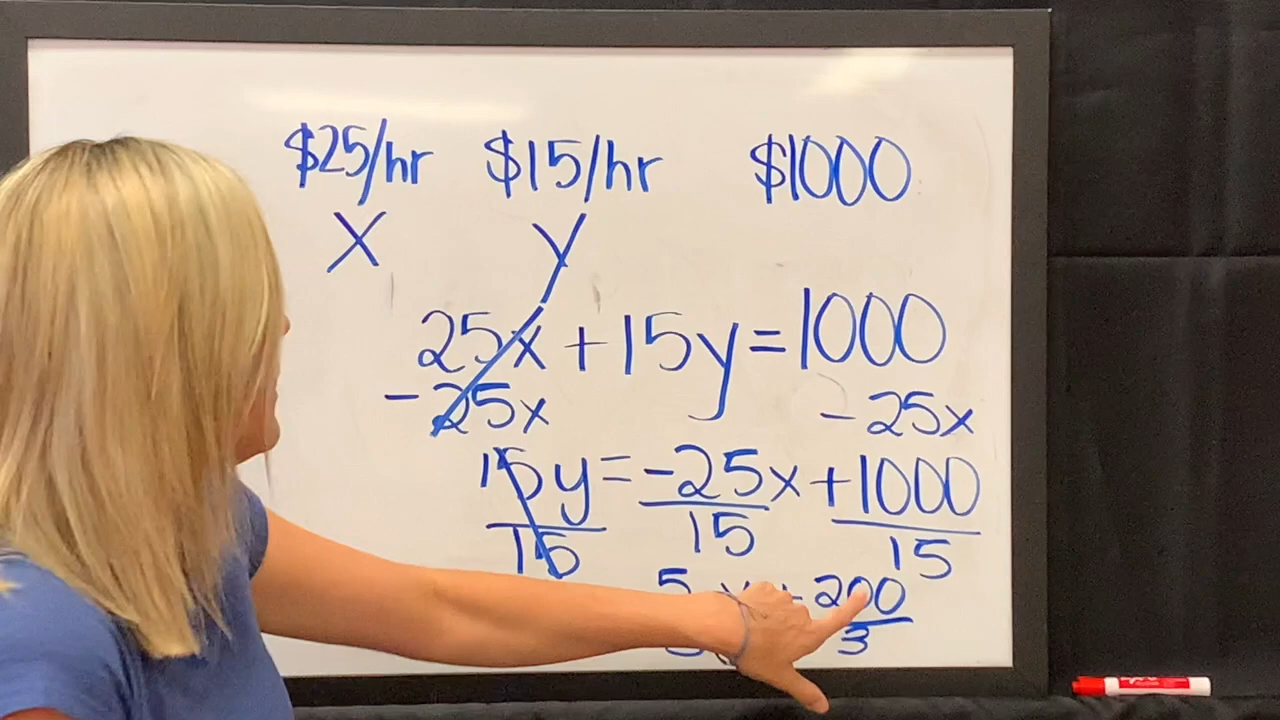 $25/hr $15/hr $1000
x y
25x + 15y = 1000
- 25x - 25x
15y = -25x + 1000
15 15 15
5 200
3